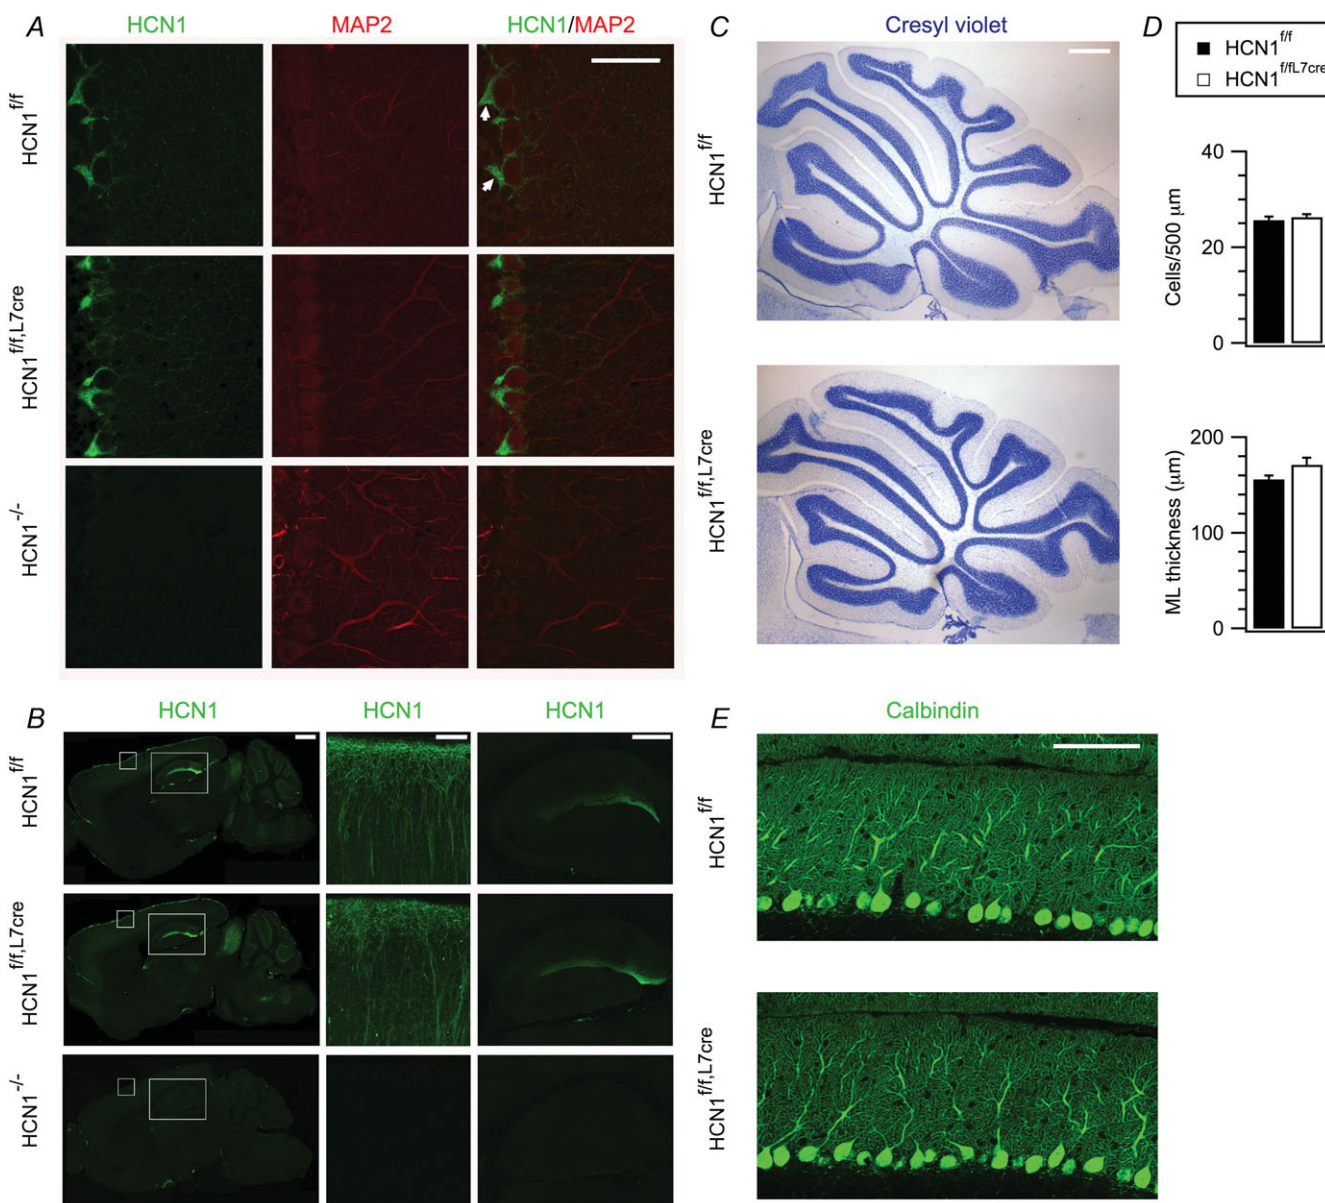 A
HCN1
MAP2
HCN1/MAP2
HCN1f/f
HCN1f/f,L7cre
HCN1-/-
B
HCN1
HCN1
HCN1
HCN1f/f
HCN1f/f,L7cre
HCN1-/-
C
Cresyl violet
HCN1f/f
HCN1f/f,L7cre
D
HCN1f/f
HCN1f/fL7cre
40
20
0
Cells/500 µm
200
100
0
ML thickness (µm)
E
Calbindin
HCN1f/f
HCN1f/f,L7cre